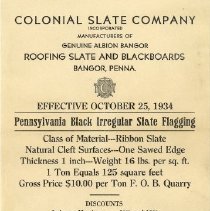 COLONIAL SLATE COMPANY
INCORPORATED
MANUFACTURERS OF
GENUINE ALBION BANGOR
ROOFING SLATE AND BLACKBOARDS
BANGOR, PENNA.
EFFECTIVE OCTOBER 25, 1934
Pennsylvania Black Irregular Slate Flagging
Class of Material--Ribbon Slate
Natural Cleft Surfaces--One Sawed Edge
Thickness 1 inch--Weight 16 lbs. per sq. ft.
1 Ton Equals 125 square feet
Gross Price $10.00 per Ton F. O. B. Quarry
DISCOUNTS